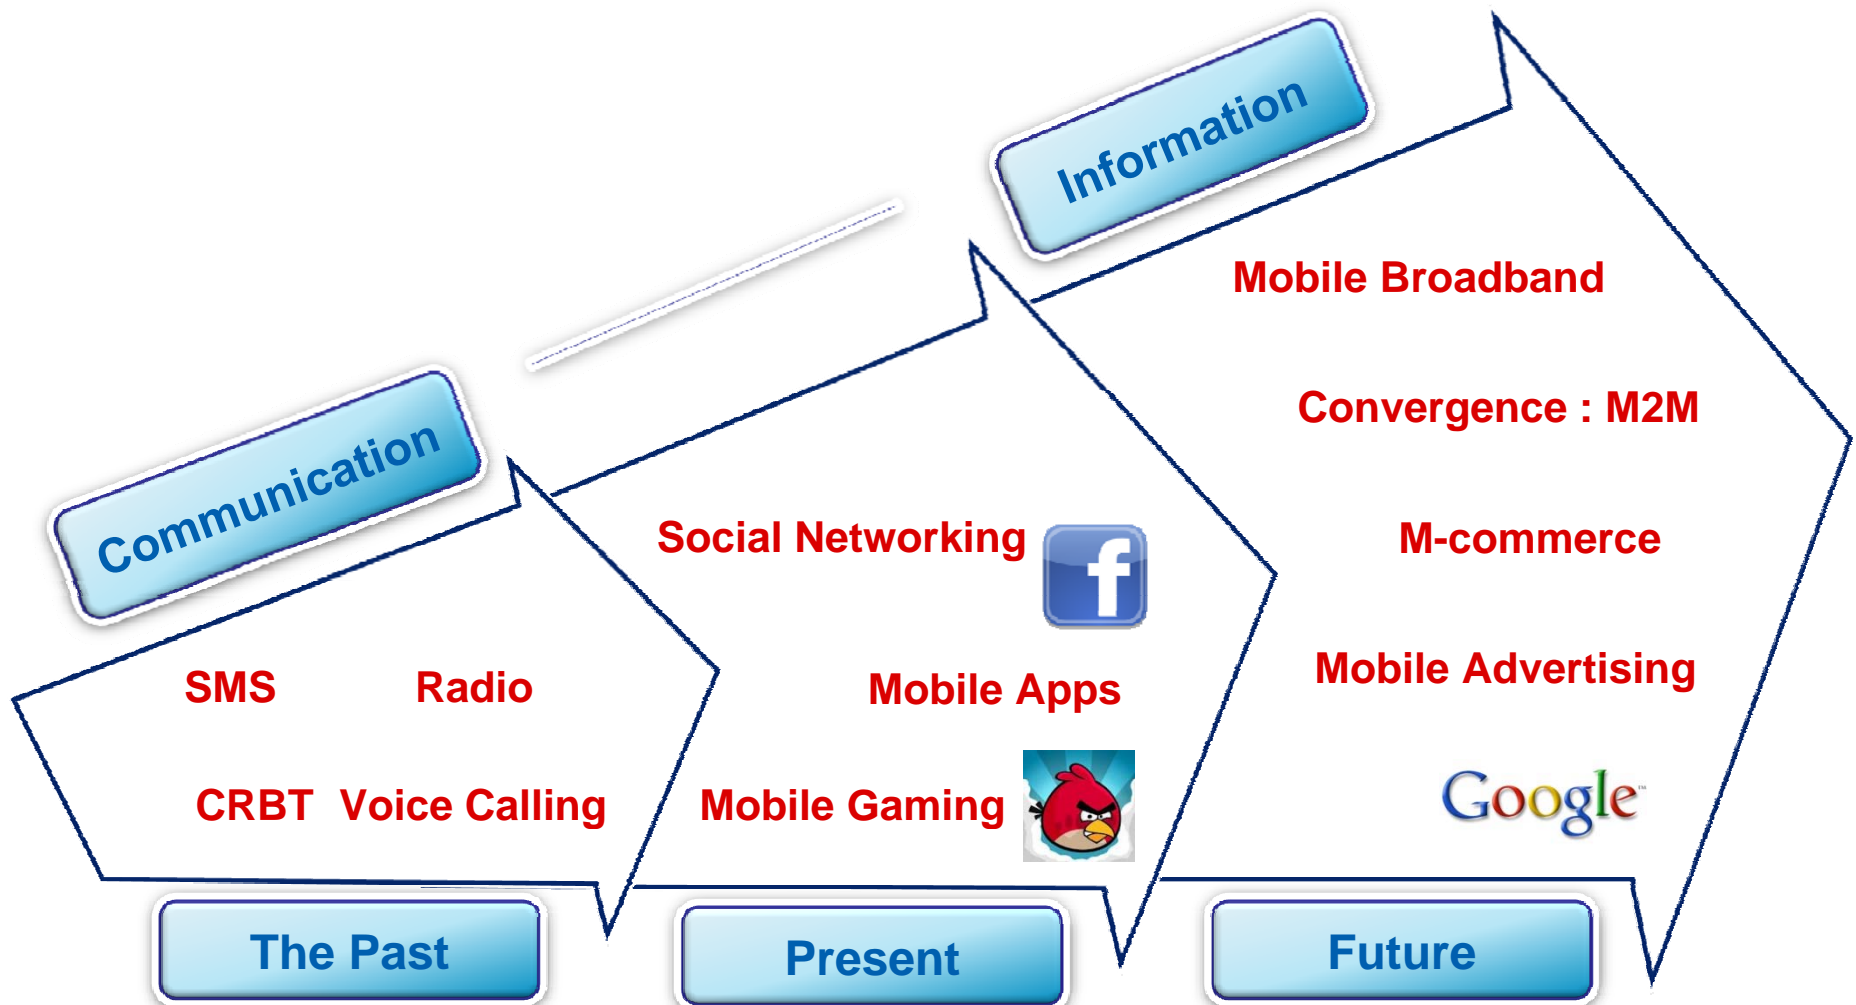 Information
Communication
Mobile Broadband
Convergence : M2M
M-commerce
Mobile Advertising
Google™
Social Networking
f
Mobile Apps
Mobile Gaming
SMS Radio
CRBT Voice Calling
The Past
Present
Future